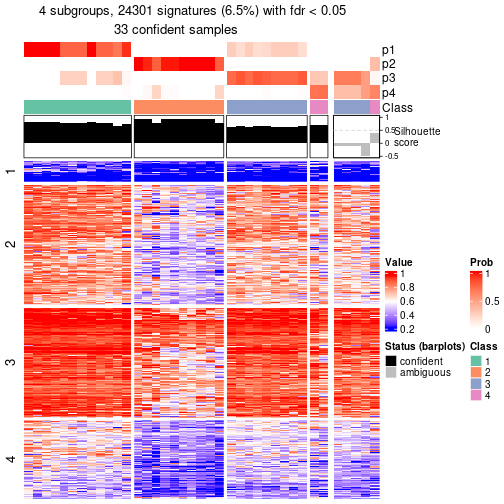 4 subgroups, 24301 signatures (6.5%) with fdr < 0.05
33 confident samples
p1
p2
p3
p4
Class
1
0.5
0
-0.5
Silhouette
score
1
2
3
4
Value
1
0.8
0.6
0.4
0.2
Prob
1
0.5
0
Status (barplots)
confident
ambiguous
Class
1
2
3
4